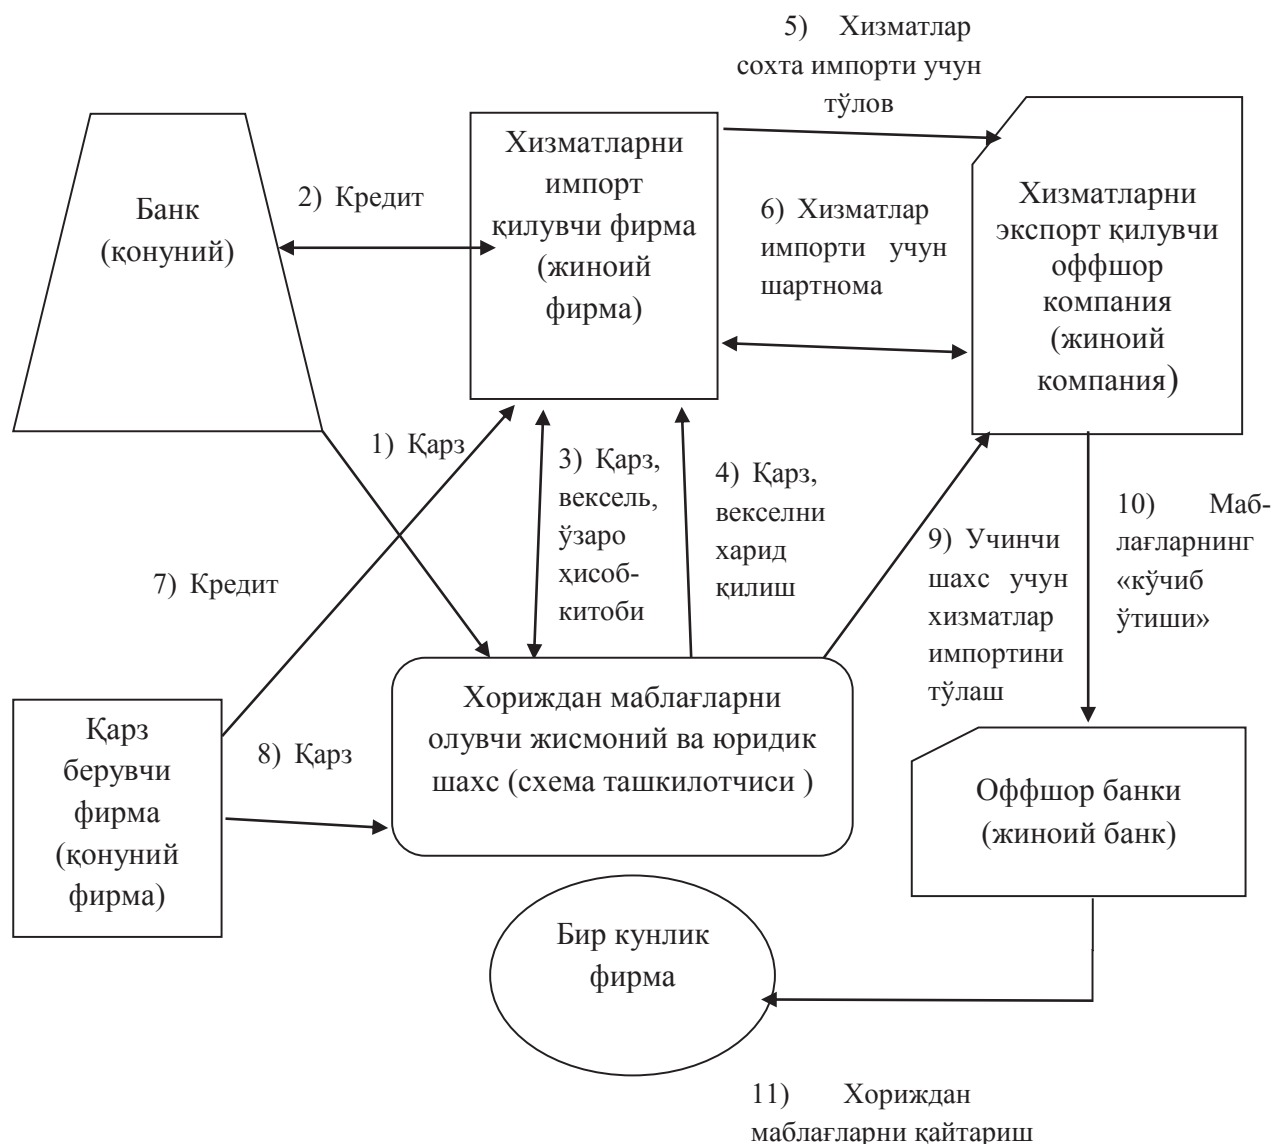 5) Хизматлар
сохта импорти учун
тўлов
Банк
(қонуний)
2) Кредит
Хизматларни
импорт
қилувчи фирма
(жиноий
фирма)
6) Хизматлар
импорти учун
шартнома
Хизматларни
экспорт қилувчи
оффшор
компания
(жиноий
компания)
1) Қарз
3) Қарз,
вексель,
ўзаро
ҳисоб-
китоби
4) Қарз,
векселни
харид
қилиш
7) Кредит
9) Учинчи
шахс учун
хизматлар
импортини
тўлаш
10) Маб-
лағларнинг
«кўчиб
ўтиши»
Қарз
берувчи
фирма
(қонуний
фирма)
8) Қарз
Хориждан маблағларни
олувчи жисмоний ва юридик
шахс (схема ташкилотчиси )
Оффшор банки
(жиноий банк)
Бир кунлик
фирма
11) Хориждан
маблағларни қайтариш